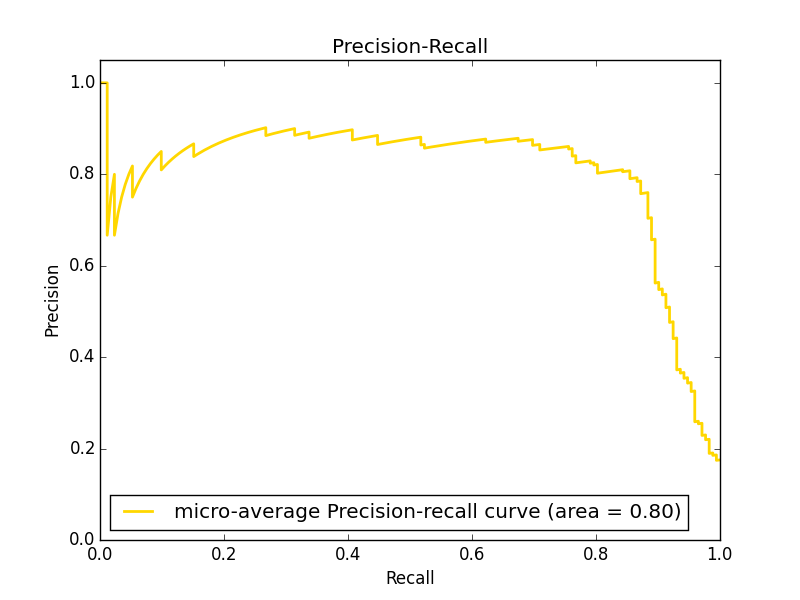 Precision-Recall
1.0
0.8
0.6
0.4
0.2
0.0
Precision
micro-average Precision-recall curve (area = 0.80)
0.0 0.2 0.4 0.6 0.8 1.0
Recall